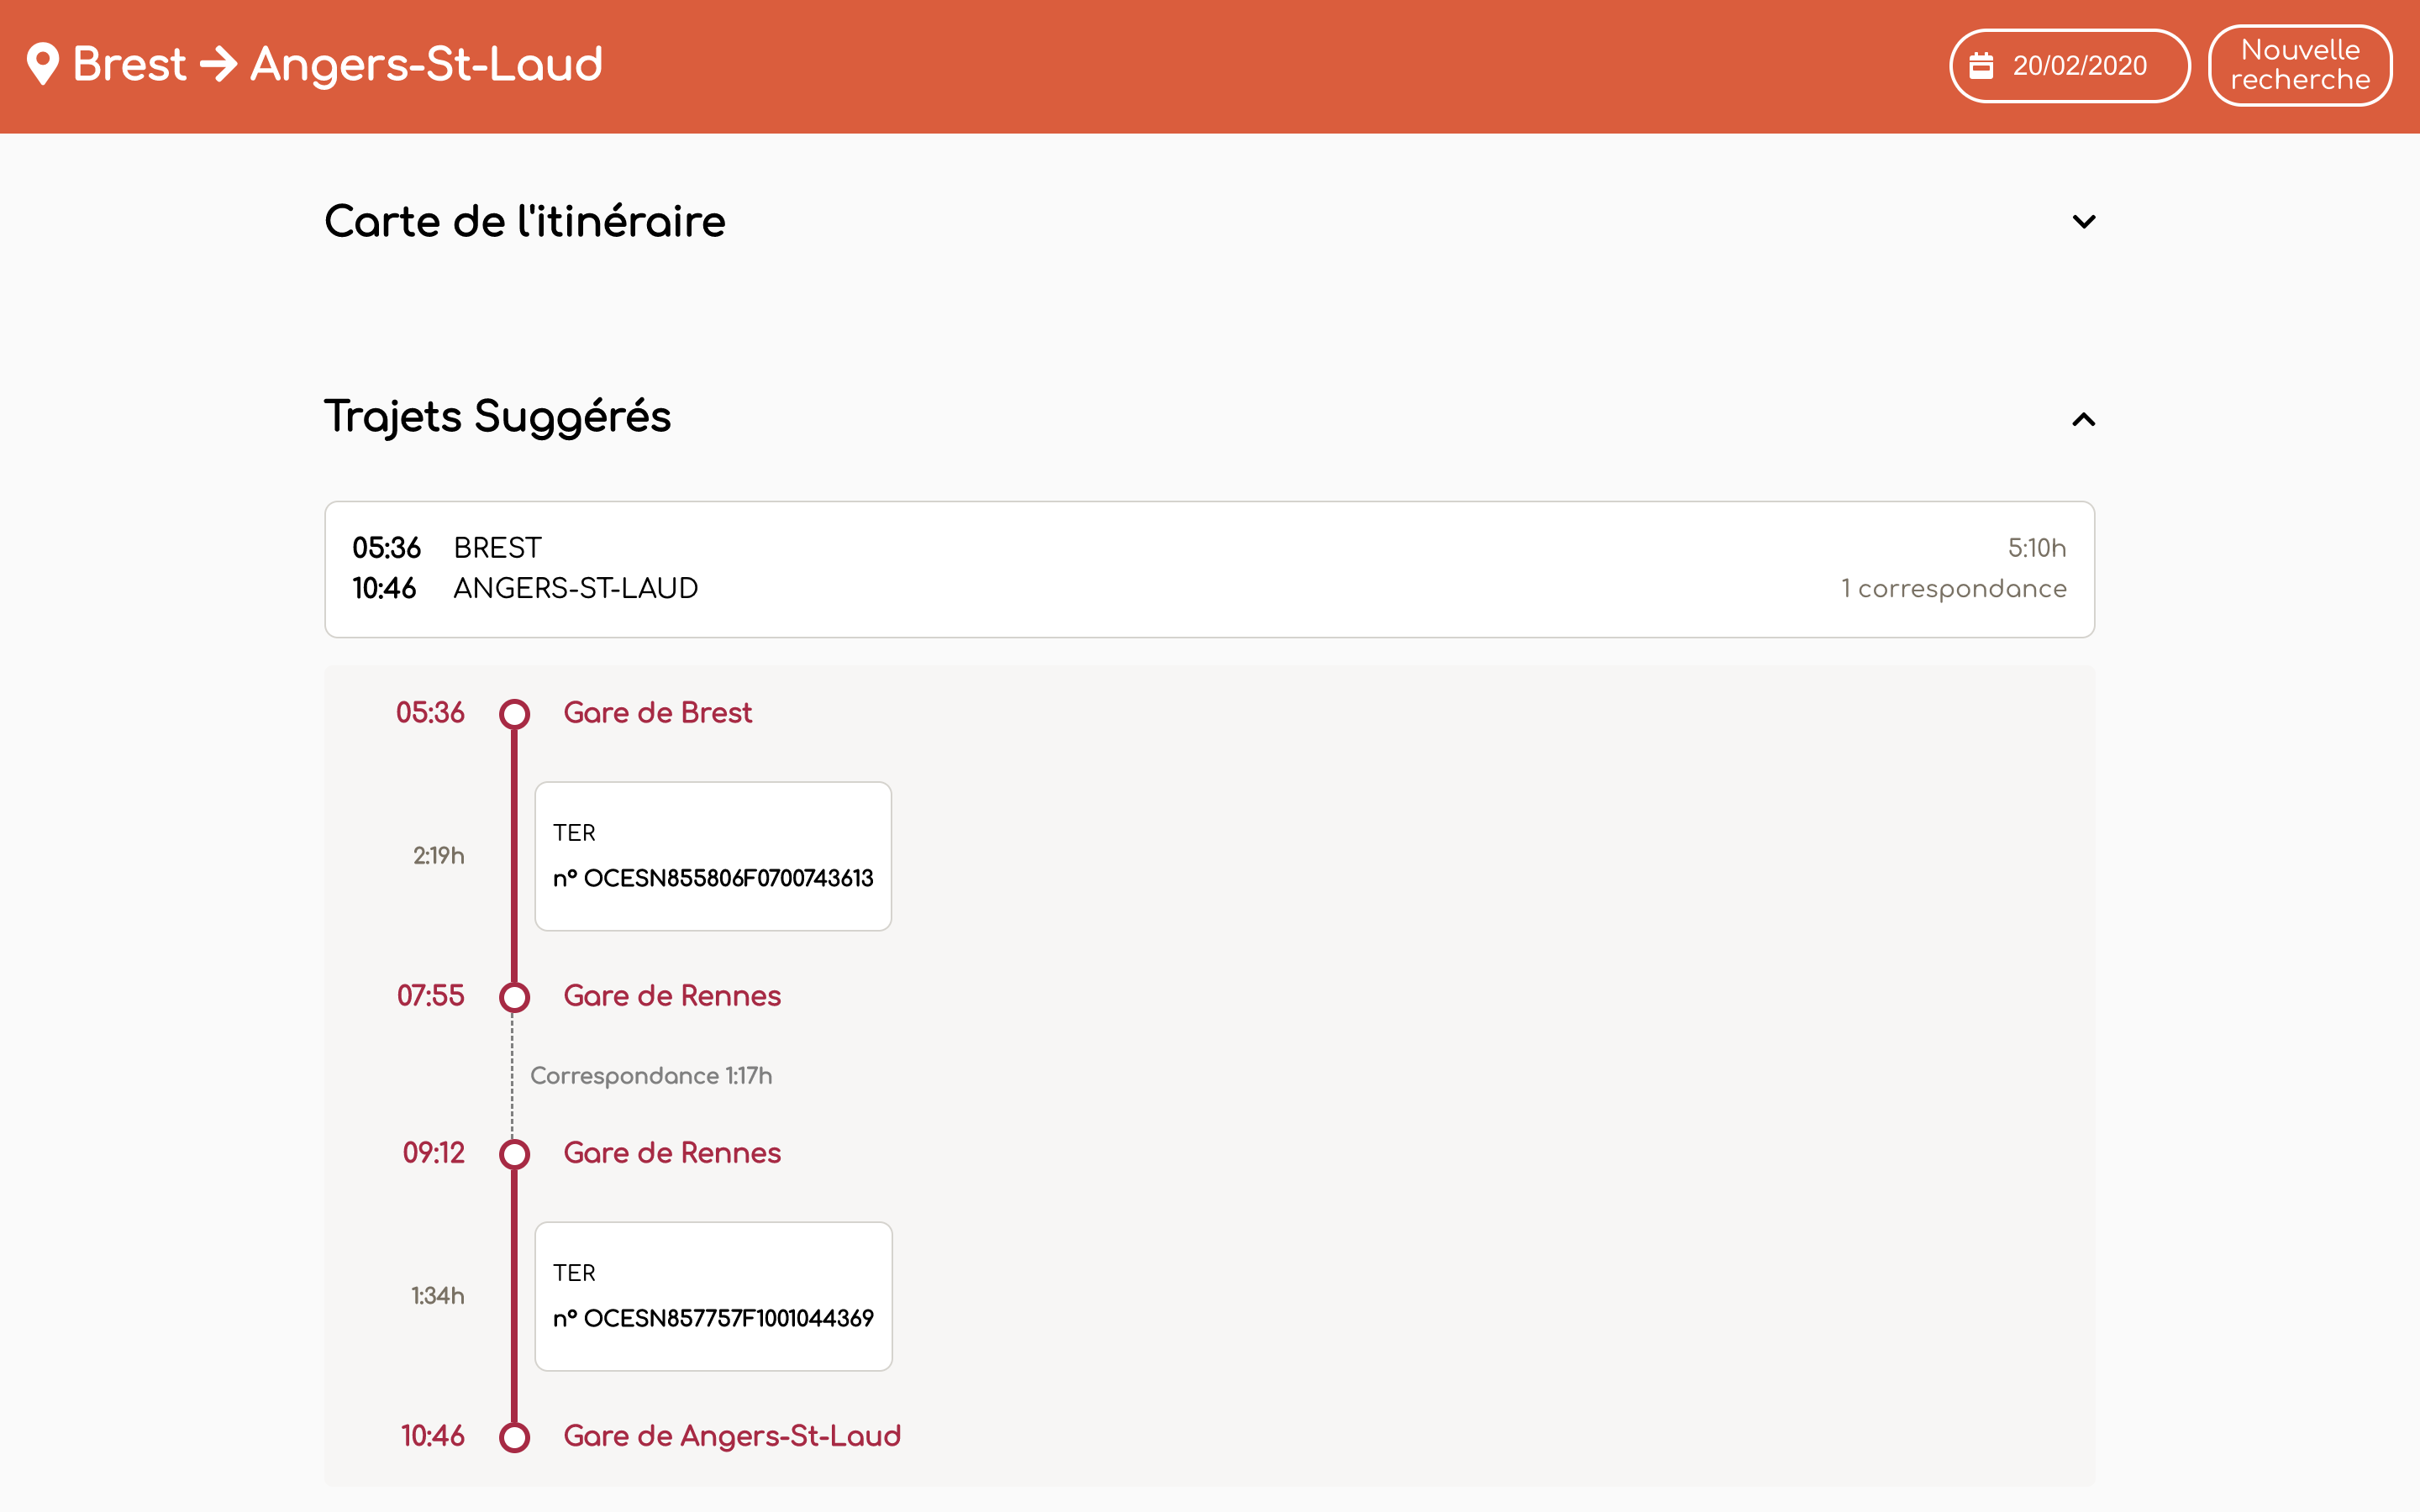 Brest → Angers-St-Laud
20/02/2020
Nouvelle
recherche
Carte de l'itinéraire
Trajets Suggérés
05:36 BREST 5:10h
10:46 ANGERS-ST-LAUD 1 correspondance
05:36 Gare de Brest
TER
2:19h
n° OCESN855806F0700743613
07:55 Gare de Rennes
Correspondance 1:17h
09:12 Gare de Rennes
TER
1:34h
n° OCESN857757F1001044369
10:46 Gare de Angers-St-Laud